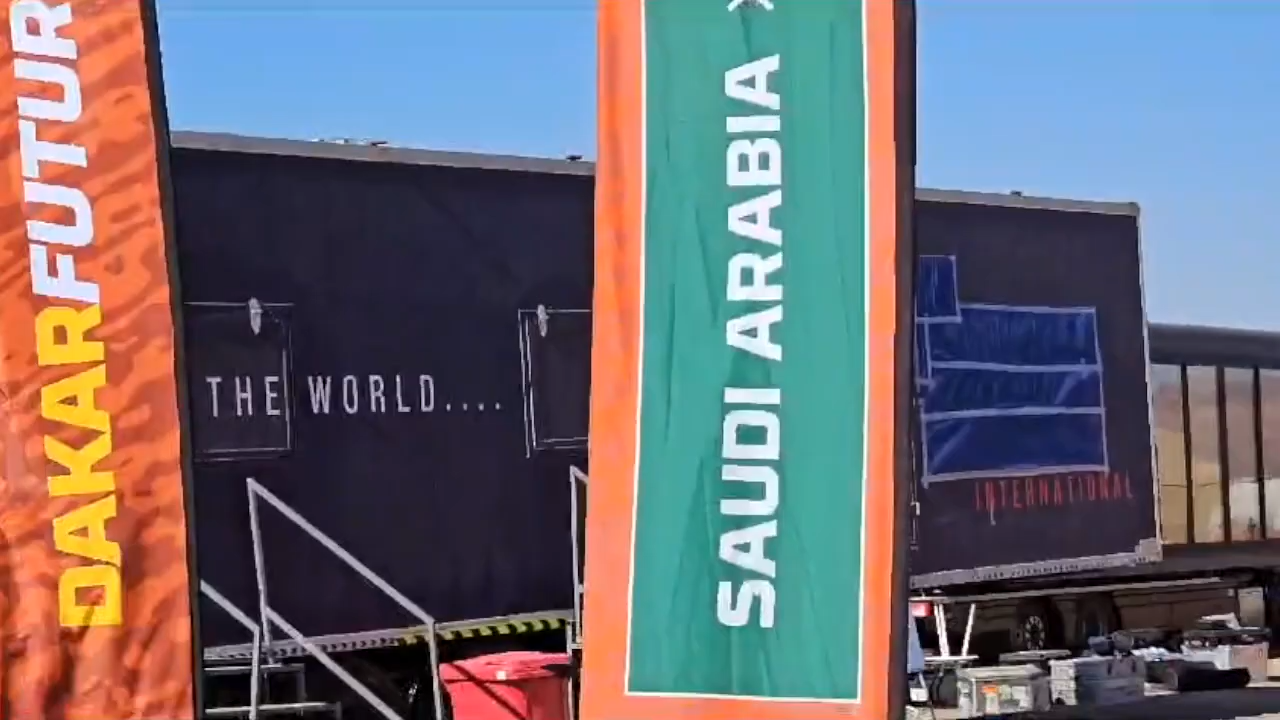 DAKARFUTUR
THE WORLD....
SAUDI ARABIA
INTERNATIONAL